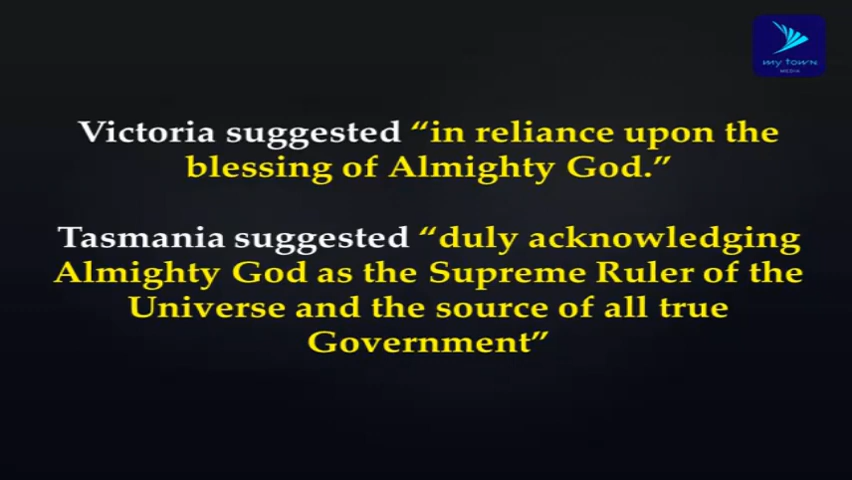 my town
MEDIA
Victoria suggested “in reliance upon the
blessing of Almighty God.”
Tasmania suggested “duly acknowledging
Almighty God as the Supreme Ruler of the
Universe and the source of all true
Government”